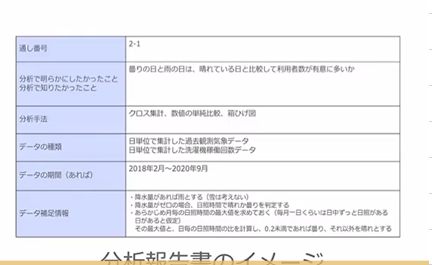 通し番号
2-1
分析で明らかにしたかったこと
分析で知りたかったこと
曇りの日と雨の日は、晴れている日と比較して利用者数が有意に多いか
分析手法
クロス集計、数値の単純比較、箱ひげ図
データの種類
日単位で集計した過去観測気象データ
日単位で集計した洗濯機稼働回数データ
データの期間（あれば）
2018年2月～2020年9月
データ補足情報
・降水量があれば雨とする（雪は考えない）
・降水量がゼロの場合、日照時間で晴れか曇りを判定する
・あらかじめ月毎の日照時間の最大値を求めておく（毎月一日くらいは日中ずっと日照がある
日があると仮定）
その最大値と、日毎の日照時間の比を計算し、0.2未満であれば曇り、それ以外を晴れとする
分析報告書のイメージ